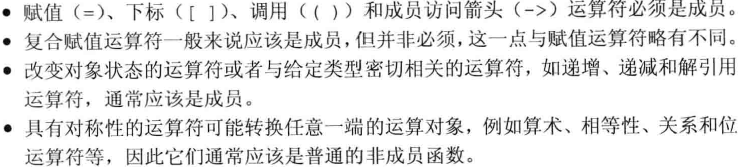 • 赋值（=）、下标（[ ]）、调用（( )）和成员访问箭头（->）运算符必须是成员。
• 复合赋值运算符一般来说应该是成员，但并非必须，这一点与赋值运算符略有不同。
• 改变对象状态的运算符或者与给定类型密切相关的运算符，如递增、递减和解引用
运算符，通常应该是成员。
• 具有对称性的运算符可能转换任意一端的运算对象，例如算术、相等性、关系和位
运算符等，因此它们通常应该是普通的非成员函数。